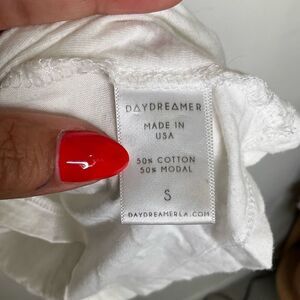 DAYDREAMER
MADE IN
USA
50% COTTON
50% MODAL
S
DAYDREAMERLA.COM